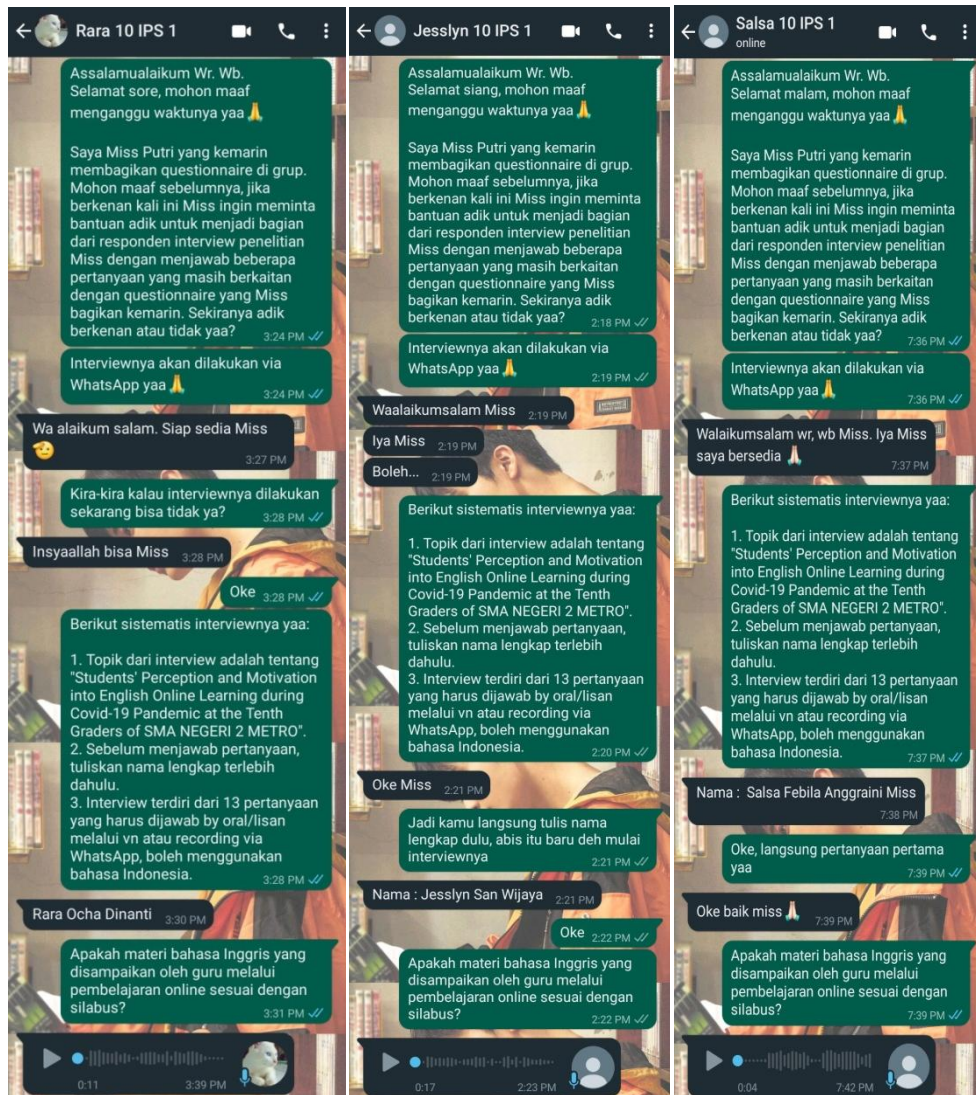 Rara 10 IPS 1
Assalamualaikum Wr. Wb.
Selamat sore, mohon maaf
menganggu waktunya yaa 🙏
Saya Miss Putri yang kemarin
membagikan questionnaire di grup.
Mohon maaf sebelumnya, jika
berkenan kali ini Miss ingin meminta
bantuan adik untuk menjadi bagian
dari responden interview penelitian
Miss dengan menjawab beberapa
pertanyaan yang masih berkaitan
dengan questionnaire yang Miss
bagikan kemarin. Sekiranya adik
berkenan atau tidak yaa?
3:24 PM
Interviewnya akan dilakukan via
WhatsApp yaa 🙏
3:24 PM
Wa alaikum salam. Siap sedia Miss
🫡
3:27 PM
Kira-kira kalau interviewnya dilakukan
sekarang bisa tidak ya? 3:28 PM
Insyaallah bisa Miss 3:28 PM
Oke 3:28 PM
Berikut sistematis interviewnya yaa:
1. Topik dari interview adalah tentang
"Students' Perception and Motivation
into English Online Learning during
Covid-19 Pandemic at the Tenth
Graders of SMA NEGERI 2 METRO".
2. Sebelum menjawab pertanyaan,
tuliskan nama lengkap terlebih
dahulu.
3. Interview terdiri dari 13 pertanyaan
yang harus dijawab by oral/lisan
melalui vn atau recording via
WhatsApp, boleh menggunakan
bahasa Indonesia. 3:28 PM
Rara Ocha Dinanti 3:30 PM
Apakah materi bahasa Inggris yang
disampaikan oleh guru melalui
pembelajaran online sesuai dengan
silabus? 3:31 PM
0:11 3:39 PM
Jesslyn 10 IPS 1
Assalamualaikum Wr. Wb.
Selamat siang, mohon maaf
menganggu waktunya yaa 🙏
Saya Miss Putri yang kemarin
membagikan questionnaire di grup.
Mohon maaf sebelumnya, jika
berkenan kali ini Miss ingin meminta
bantuan adik untuk menjadi bagian
dari responden interview penelitian
Miss dengan menjawab beberapa
pertanyaan yang masih berkaitan
dengan questionnaire yang Miss
bagikan kemarin. Sekiranya adik
berkenan atau tidak yaa?
2:18 PM
Interviewnya akan dilakukan via
WhatsApp yaa 🙏
2:19 PM
Waalaikumsalam Miss 2:19 PM
Iya Miss 2:19 PM
Boleh... 2:19 PM
Berikut sistematis interviewnya yaa:
1. Topik dari interview adalah tentang
"Students' Perception and Motivation
into English Online Learning during
Covid-19 Pandemic at the Tenth
Graders of SMA NEGERI 2 METRO".
2. Sebelum menjawab pertanyaan,
tuliskan nama lengkap terlebih
dahulu.
3. Interview terdiri dari 13 pertanyaan
yang harus dijawab by oral/lisan
melalui vn atau recording via
WhatsApp, boleh menggunakan
bahasa Indonesia. 2:20 PM
Oke Miss 2:21 PM
Jadi kamu langsung tulis nama
lengkap dulu, abis itu baru deh mulai
interviewnya 2:21 PM
Nama : Jesslyn San Wijaya 2:21 PM
Oke 2:22 PM
Apakah materi bahasa Inggris yang
disampaikan oleh guru melalui
pembelajaran online sesuai dengan
silabus? 2:22 PM
0:17 2:23 PM
Salsa 10 IPS 1
online
Assalamualaikum Wr. Wb.
Selamat malam, mohon maaf
menganggu waktunya yaa 🙏
Saya Miss Putri yang kemarin
membagikan questionnaire di grup.
Mohon maaf sebelumnya, jika
berkenan kali ini Miss ingin meminta
bantuan adik untuk menjadi bagian
dari responden interview penelitian
Miss dengan menjawab beberapa
pertanyaan yang masih berkaitan
dengan questionnaire yang Miss
bagikan kemarin. Sekiranya adik
berkenan atau tidak yaa?
7:36 PM
Interviewnya akan dilakukan via
WhatsApp yaa 🙏
7:36 PM
Walaikumsalam wr, wb Miss. Iya Miss
saya bersedia 🙏🏻
7:37 PM
Berikut sistematis interviewnya yaa:
1. Topik dari interview adalah tentang
"Students' Perception and Motivation
into English Online Learning during
Covid-19 Pandemic at the Tenth
Graders of SMA NEGERI 2 METRO".
2. Sebelum menjawab pertanyaan,
tuliskan nama lengkap terlebih
dahulu.
3. Interview terdiri dari 13 pertanyaan
yang harus dijawab by oral/lisan
melalui vn atau recording via
WhatsApp, boleh menggunakan
bahasa Indonesia. 7:37 PM
Nama : Salsa Febila Anggraini Miss
7:38 PM
Oke, langsung pertanyaan pertama
yaa 7:39 PM
Oke baik miss🙏🏻 7:39 PM
Apakah materi bahasa Inggris yang
disampaikan oleh guru melalui
pembelajaran online sesuai dengan
silabus? 7:39 PM
0:04 7:42 PM